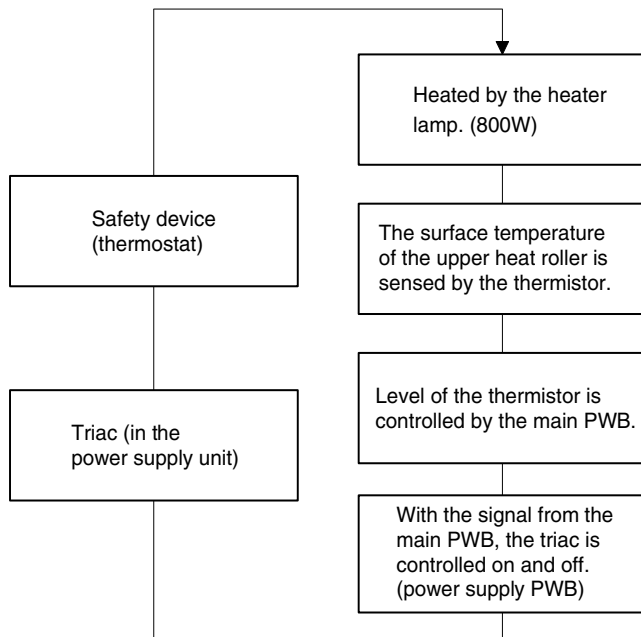 Heated by the heater
lamp. (800W)
Safety device
(thermostat)
The surface temperature
of the upper heat roller is
sensed by the thermistor.
Level of the thermistor is
controlled by the main PWB.
Triac (in the
power supply unit)
With the signal from the
main PWB, the triac is
controlled on and off.
(power supply PWB)